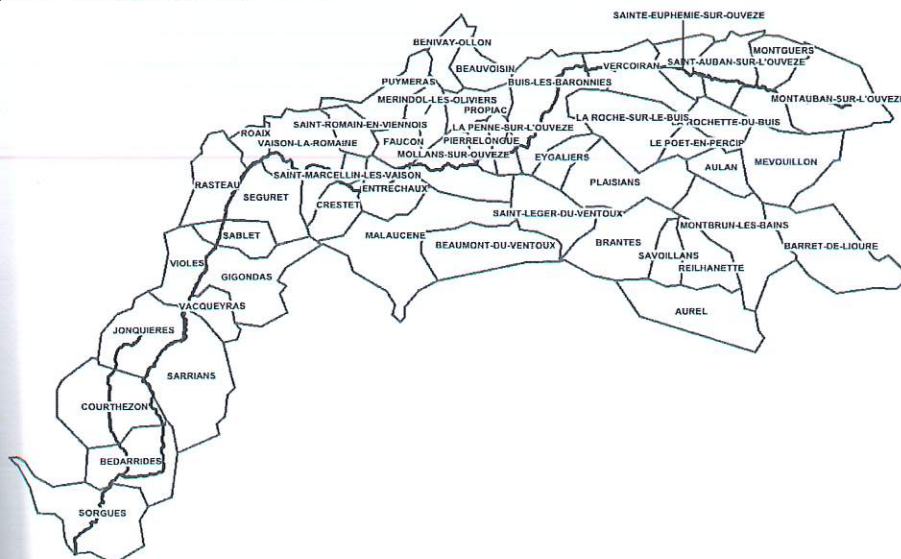 SAINTE-EUPHEMIE-SUR-OUVEZE
BENIVAY-OLLON
MONTGUERS
BEAUVOISIN
VERCOIRAN
SAINT-AUBAN-SUR-L'OUVEZE
PUYMERAS
BUIS-LES-BARONNIES
MERINDOL-LES-OLIVIERS
MONTAUBAN-SUR-L'OUVEZE
PROPIAC
SAINT-ROMAIN-EN-VIENNOIS
LA PENNE-SUR-L'OUVEZE
LA ROCHE-SUR-LE-BUIS
LA ROCHETTE-DU-BUIS
ROAIX
VAISON-LA-ROMAINE
FAUCON
PIERRELONGUE
LE POET-EN-PERCIP
MOLLANS-SUR-OUVEZE
EYGALIERS
AULAN
MEVOUILLON
SAINT-MARCELLIN-LES-VAISON
RASTEAU
SEGURET
ENTRECHAUX
PLAISIANS
CRESTET
SAINT-LEGER-DU-VENTOUX
MONTBRUN-LES-BAINS
SABLET
MALAUCENE
BEAUMONT-DU-VENTOUX
BRANTES
BARRET-DE-LIOURE
SAVOILLANS
VIOLES
REILHANETTE
GIGONDAS
VACQUEYRAS
AUREL
JONQUIERES
SARRIANS
COURTHEZON
BEDARRIDES
SORGUES